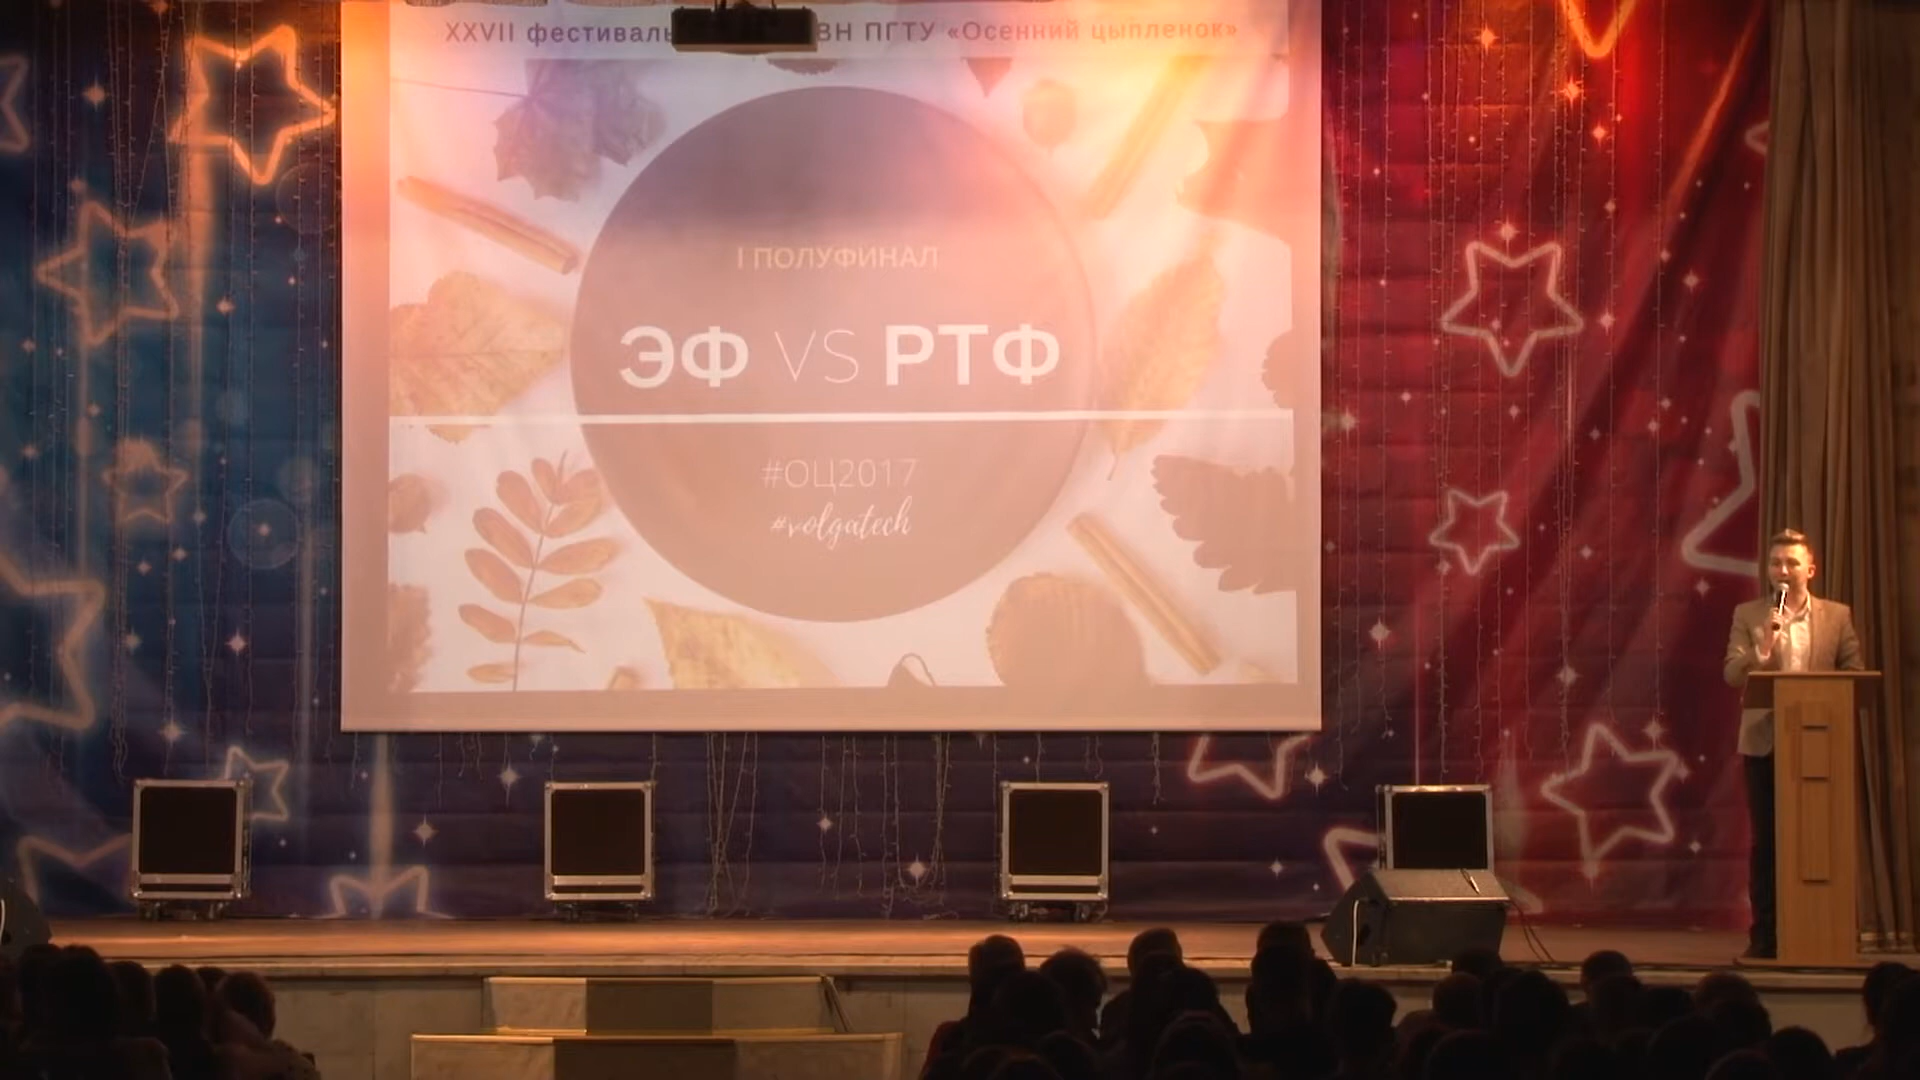 XXVII фестиваль ВН ПГТУ «Осенний цыпленок»
I ПОЛУФИНАЛ
ЭФ VS РТФ
#ОЦ2017
#volgatech